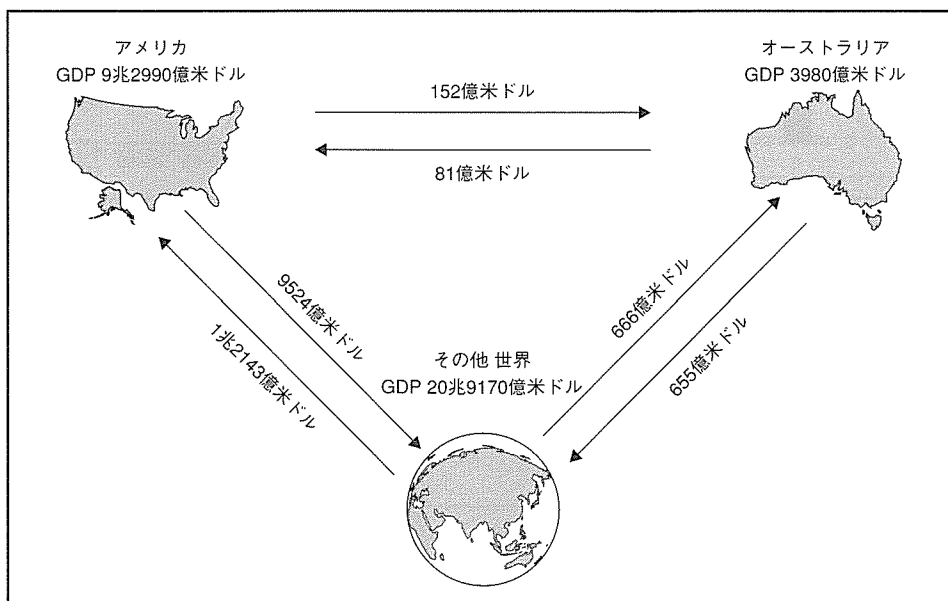 アメリカ
GDP 9兆2990億米ドル
オーストラリア
GDP 3980億米ドル
152億米ドル
81億米ドル
9524億米ドル
1兆2143億米ドル
666億米ドル
655億米ドル
その他 世界
GDP 20兆9170億米ドル